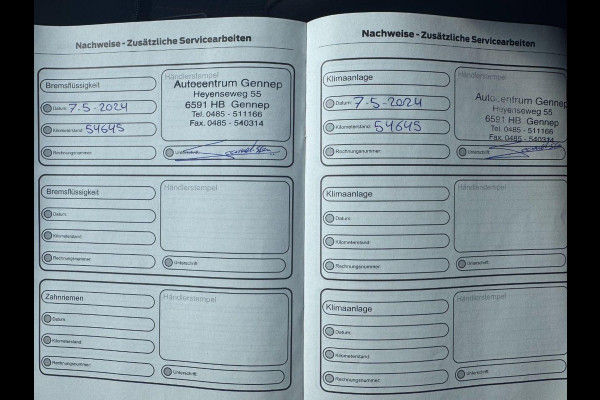 Nachweise - Zusätzliche Servicearbeiten
Bremsflüssigkeit
Händlerstempel
Autocentrum Gennep
Heyenseweg 55
6591 HB Gennep
Tel. 0485 - 511166
Fax. 0485 - 540314
Datum: 7-5-2024
Kilometerstand: 54645
Rechnungsnummer:
Unterschrift:
Bremsflüssigkeit
Händlerstempel
Datum:
Kilometerstand:
Rechnungsnummer:
Unterschrift:
Zahnriemen
Händlerstempel
Datum:
Kilometerstand:
Rechnungsnummer:
Unterschrift:
Nachweise - Zusätzliche Servicearbeiten
Klimaanlage
Händlerstempel
Autocentrum Gennep
Heyenseweg 55
6591 HB Gennep
Tel. 0485 - 511166
Fax. 0485 - 540314
Datum: 7-5-2024
Kilometerstand: 54645
Rechnungsnummer:
Unterschrift:
Klimaanlage
Händlerstempel
Datum:
Kilometerstand:
Rechnungsnummer:
Unterschrift:
Klimaanlage
Händlerstempel
Datum:
Kilometerstand:
Rechnungsnummer:
Unterschrift: